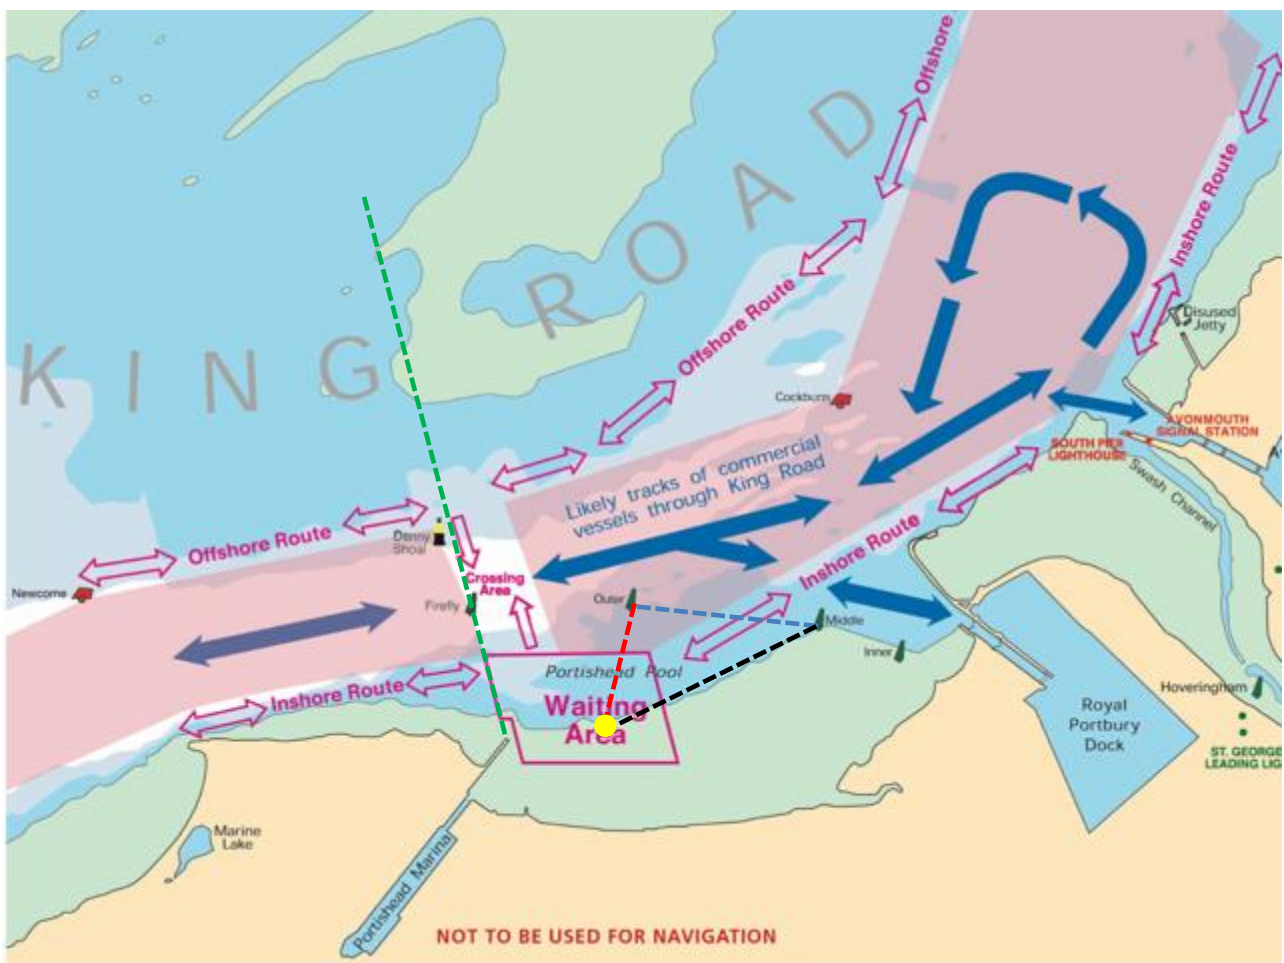 KING ROAD
Offshore
Inshore Route
Offshore Route
Disused
Jetty
Cockburn
AVONMOUTH
SIGNAL STATION
SOUTH PIER
LIGHTHOUSE
Swash Channel
Likely tracks of commercial
vessels through King Road
Offshore Route
Denny
Shoal
Inshore Route
Crossing
Area
Newcome
Firefly
Outer
Middle
Inner
Portishead Pool
Inshore Route
Waiting
Area
Hoveringham
Royal
Portbury
Dock
ST. GEORGE
LEADING LIG
Marine
Lake
Portishead Marina
NOT TO BE USED FOR NAVIGATION